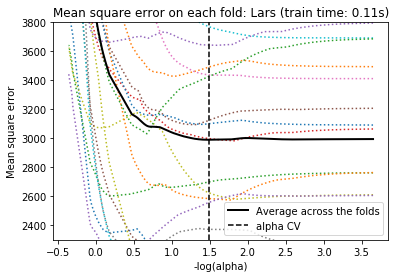 Mean square error on each fold: Lars (train time: 0.11s)
Mean square error
3800
3600
3400
3200
3000
2800
2600
2400
Average across the folds
alpha CV
−0.5 0.0 0.5 1.0 1.5 2.0 2.5 3.0 3.5
-log(alpha)